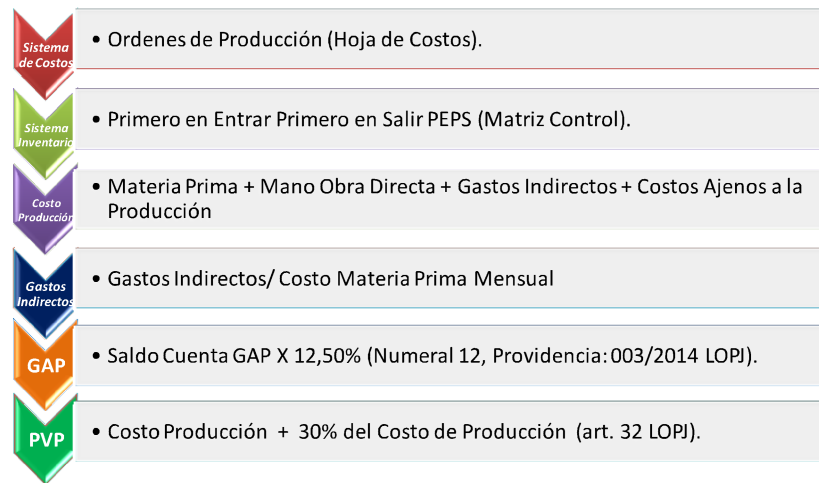 Sistema
de Costos
• Ordenes de Producción (Hoja de Costos).
Sistema
Inventario
• Primero en Entrar Primero en Salir PEPS (Matriz Control).
Costo
Producción
• Materia Prima + Mano Obra Directa + Gastos Indirectos + Costos Ajenos a la
Producción
Gastos
Indirectos
• Gastos Indirectos/ Costo Materia Prima Mensual
GAP
• Saldo Cuenta GAP X 12,50% (Numeral 12, Providencia: 003/2014 LOPJ).
PVP
• Costo Producción + 30% del Costo de Producción (art. 32 LOPJ).